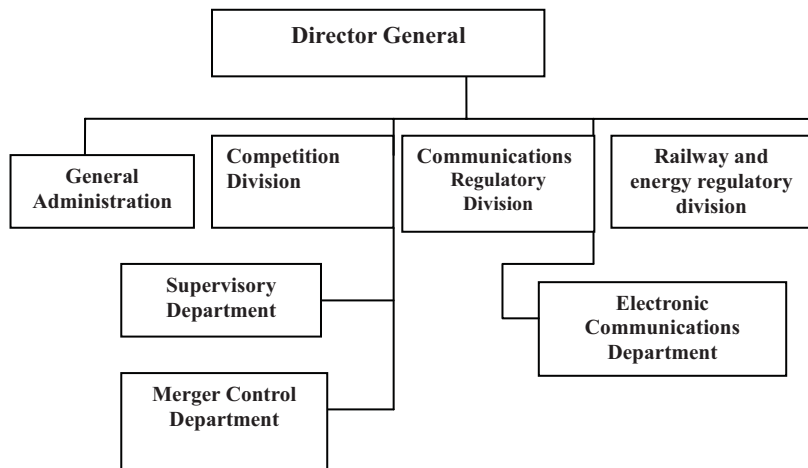 Director General
General
Administration
Competition
Division
Communications
Regulatory
Division
Railway and
energy regulatory
division
Supervisory
Department
Merger Control
Department
Electronic
Communications
Department